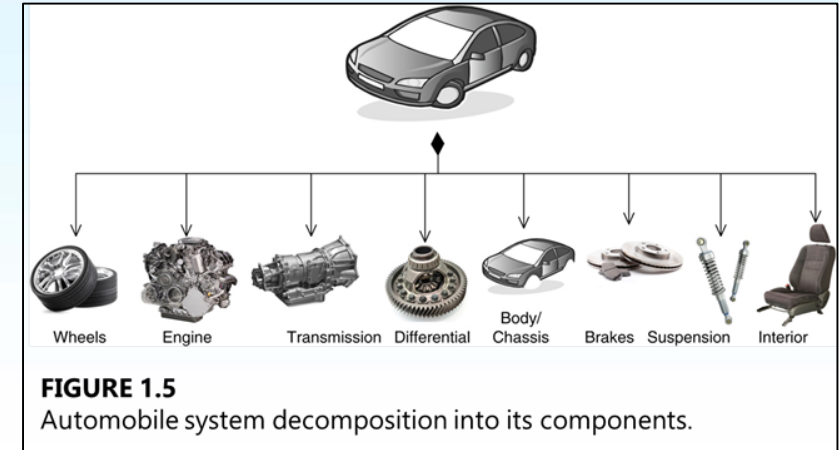 Body/
Wheels Engine Transmission Differential Chassis Brakes Suspension Interior
FIGURE 1.5
Automobile system decomposition into its components.